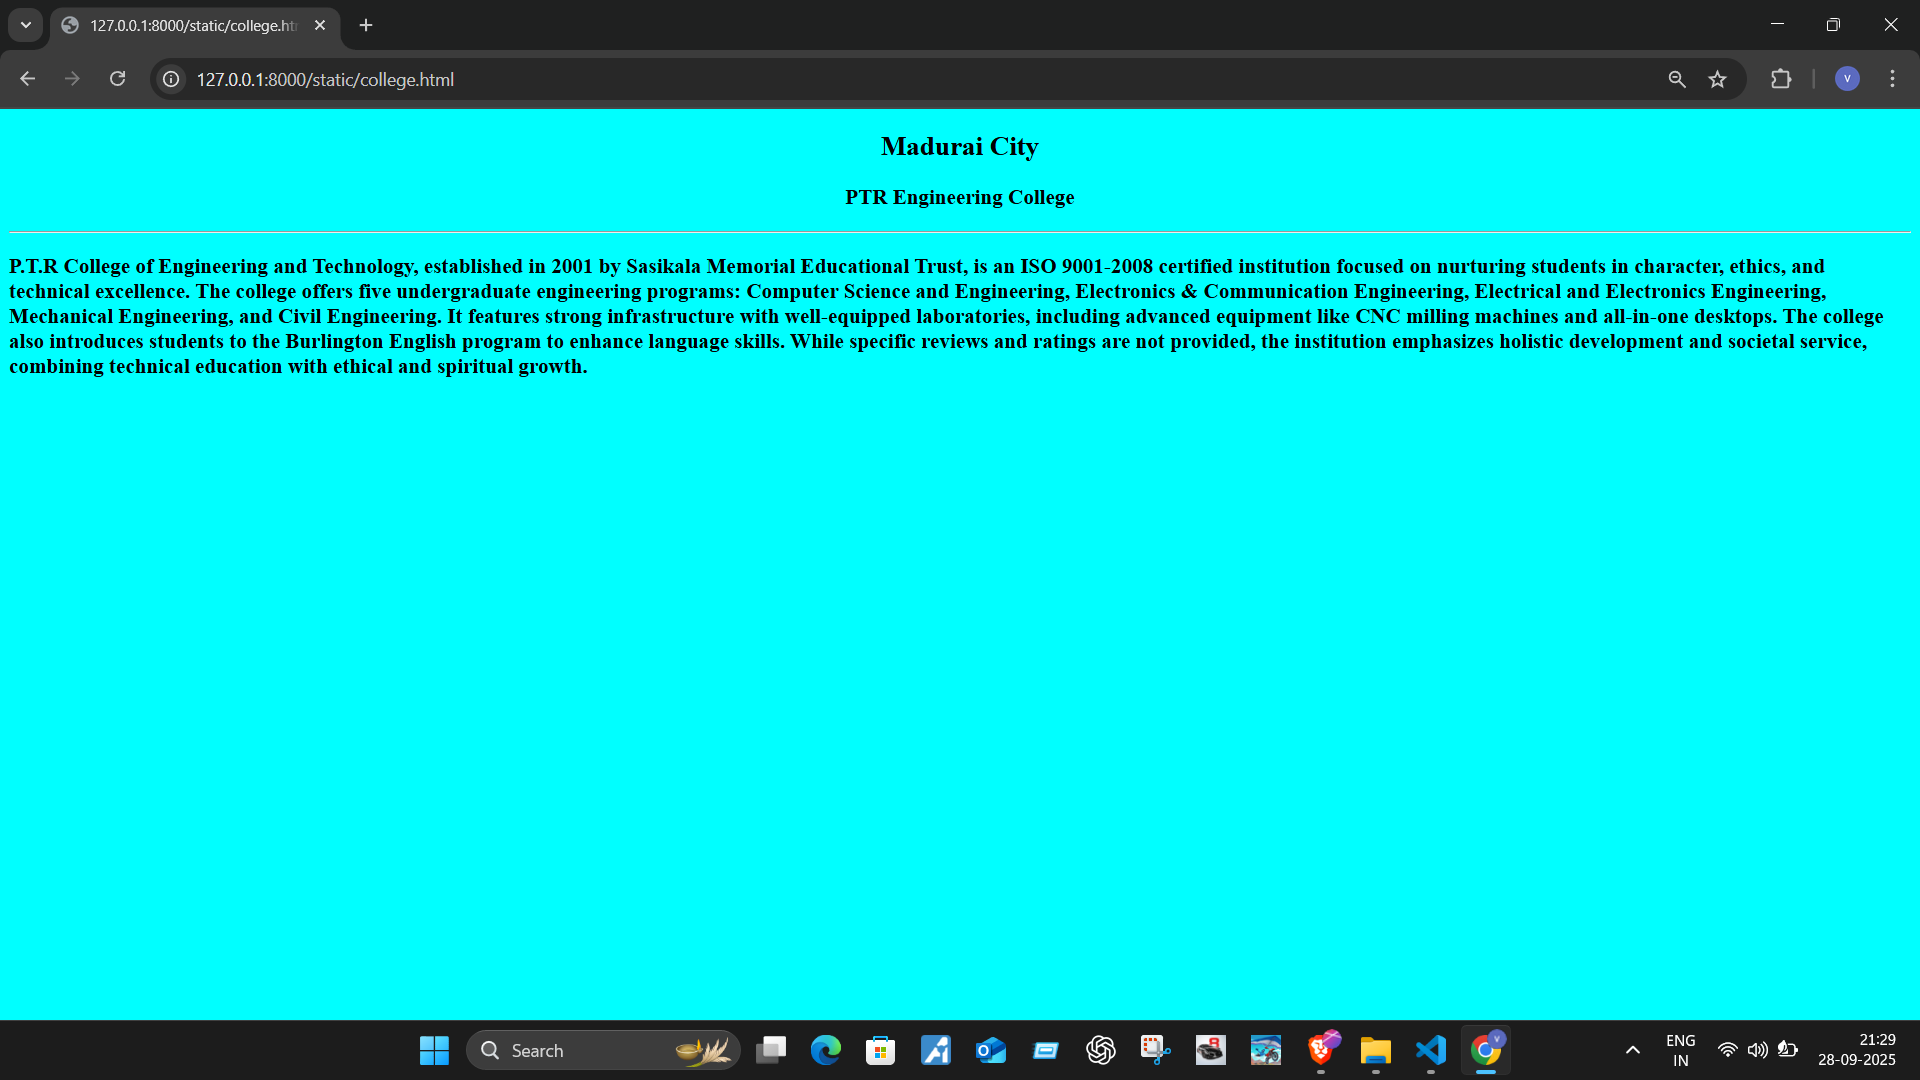 127.0.0.1:8000/static/college.htm
127.0.0.1:8000/static/college.html
V
Madurai City
PTR Engineering College
P.T.R College of Engineering and Technology, established in 2001 by Sasikala Memorial Educational Trust, is an ISO 9001-2008 certified institution focused on nurturing students in character, ethics, and
technical excellence. The college offers five undergraduate engineering programs: Computer Science and Engineering, Electronics & Communication Engineering, Electrical and Electronics Engineering,
Mechanical Engineering, and Civil Engineering. It features strong infrastructure with well-equipped laboratories, including advanced equipment like CNC milling machines and all-in-one desktops. The college
also introduces students to the Burlington English program to enhance language skills. While specific reviews and ratings are not provided, the institution emphasizes holistic development and societal service,
combining technical education with ethical and spiritual growth.
Search
ENG
IN
21:29
28-09-2025